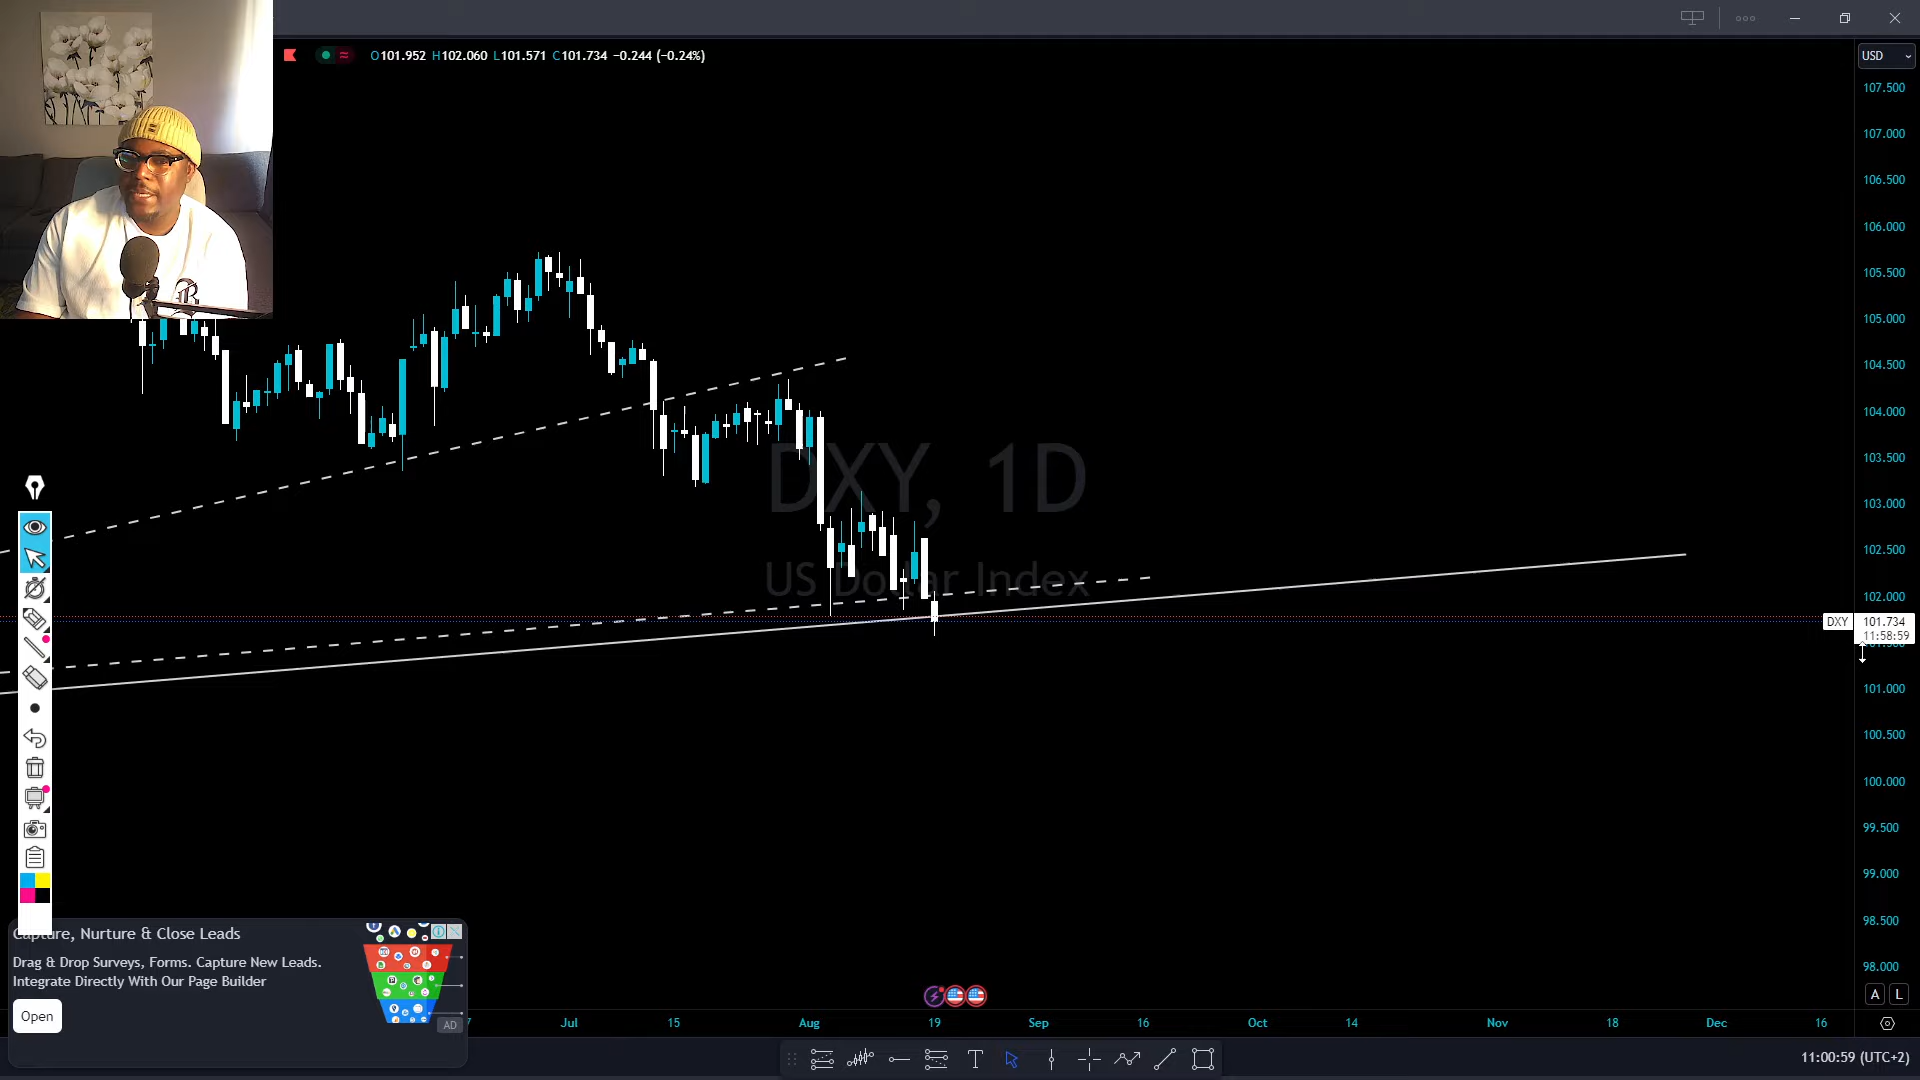 O101.952 H102.060 L101.571 C101.734 −0.244 (−0.24%)
USD
107.500
107.000
106.500
106.000
105.500
105.000
104.500
104.000
103.500
103.000
102.500
102.000
DXY 101.734
11:58:59
101.500
101.000
100.500
100.000
99.500
99.000
98.500
98.000
DXY, 1D
US Dollar Index
A L
Capture, Nurture & Close Leads
Drag & Drop Surveys, Forms. Capture New Leads.
Integrate Directly With Our Page Builder
Open
AD
7 Jul 15 Aug 19 Sep 16 Oct 14 Nov 18 Dec 16
T
11:00:59 (UTC+2)